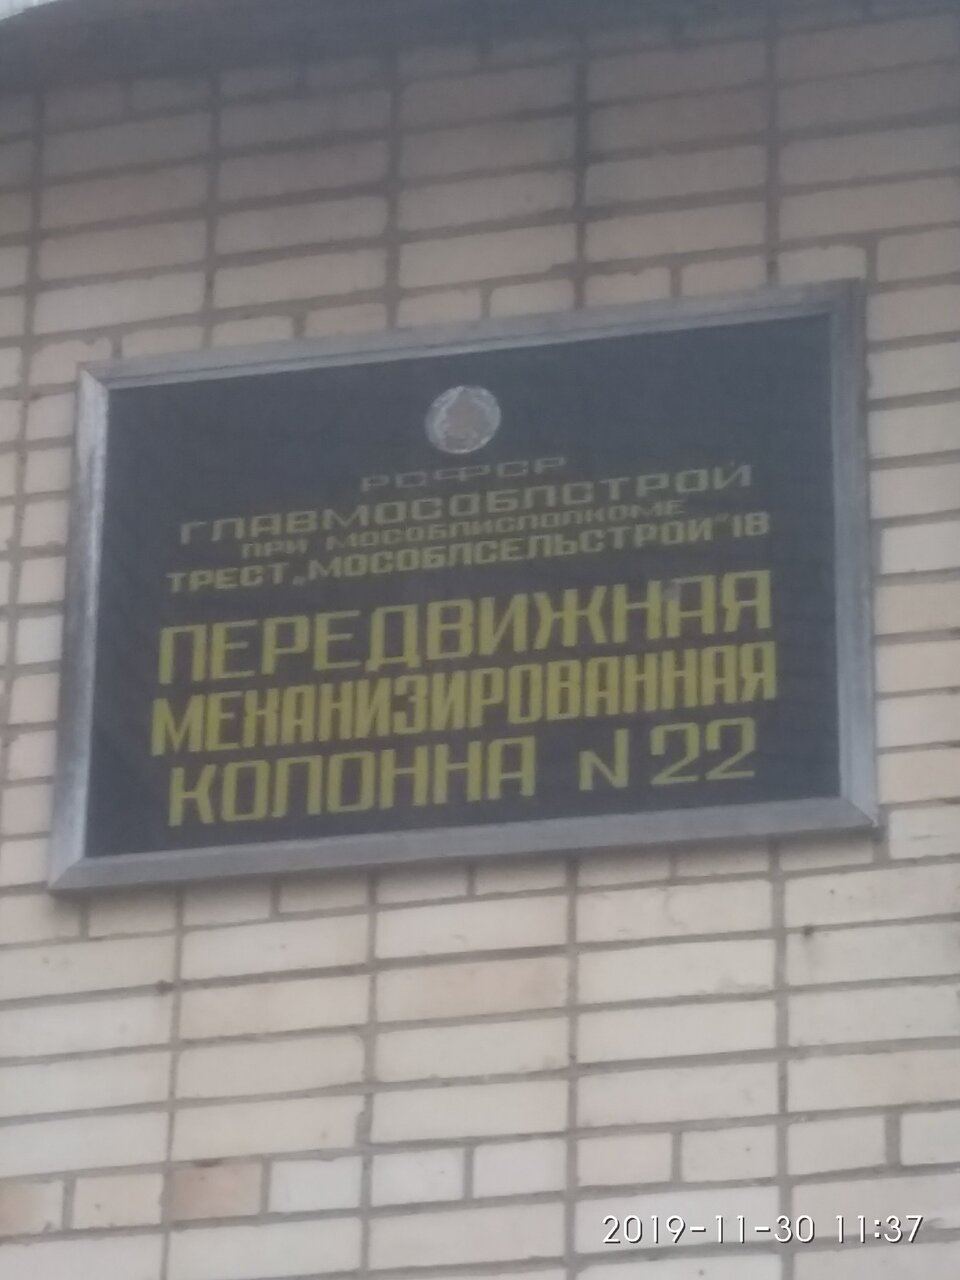 РСФСР
ГЛАВМОСОБЛСТРОЙ
ПРИ МОСОБЛИСПОЛКОМЕ
ТРЕСТ „МОСОБЛСЕЛЬСТРОЙ" 18
ПЕРЕДВИЖНАЯ
МЕХАНИЗИРОВАННАЯ
КОЛОННА N 22
2019-11-30 11:37